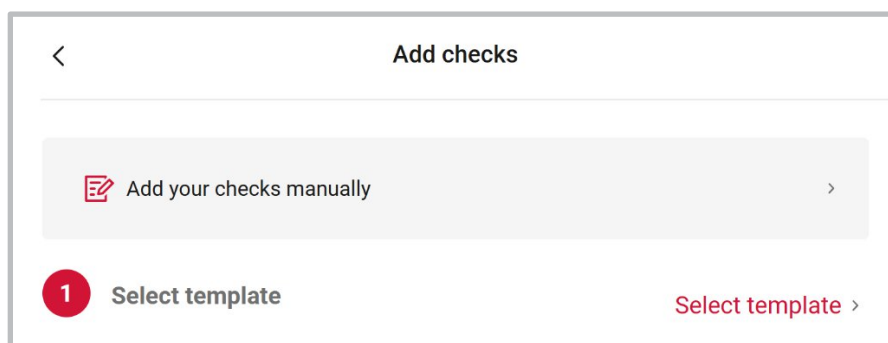 Add checks
Add your checks manually
1 Select template
Select template